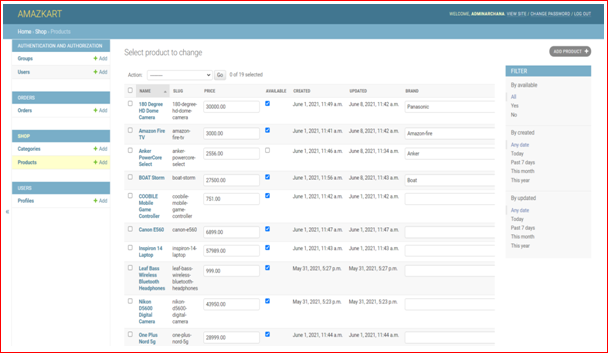 AMAZKART
WELCOME, ADMINARCHANA. VIEW SITE / CHANGE PASSWORD / LOG OUT
Home › Shop › Products
AUTHENTICATION AND AUTHORIZATION
Groups + Add
Users + Add
ORDERS
Orders + Add
SHOP
Categories + Add
Products + Add
USERS
Profiles + Add
«
Select product to change
ADD PRODUCT +
Action: -------- Go 0 of 19 selected
NAME SLUG PRICE AVAILABLE CREATED UPDATED BRAND
180 Degree HD Dome Camera 180-degree-hd-dome-camera 30000.00 June 1, 2021, 11:49 a.m. June 8, 2021, 11:42 a.m. Panasonic
Amazon Fire TV amazon-fire-tv 3000.00 June 1, 2021, 11:41 a.m. June 8, 2021, 11:42 a.m. Amazon-fire
Anker PowerCore Select anker-powercore-select 2556.00 June 1, 2021, 11:46 a.m. June 8, 2021, 11:34 a.m. Anker
BOAT Storm boat-storm 27500.00 June 1, 2021, 11:56 a.m. June 8, 2021, 11:43 a.m. Boat
COOBILE Mobile Game Controller coobile-mobile-game-controller 751.00 June 1, 2021, 11:42 a.m. June 1, 2021, 11:42 a.m.
Canon E560 canon-e560 6899.00 June 1, 2021, 11:47 a.m. June 1, 2021, 11:47 a.m.
Inspiron 14 Laptop inspiron-14-laptop 57989.00 June 1, 2021, 11:43 a.m. June 1, 2021, 11:43 a.m.
Leaf Bass Wireless Bluetooth Headphones leaf-bass-wireless-bluetooth-headphones 999.00 May 31, 2021, 5:27 p.m. May 31, 2021, 5:27 p.m.
Nikon D5600 Digital Camera nikon-d5600-digital-camera 43950.00 May 31, 2021, 5:23 p.m. May 31, 2021, 5:23 p.m.
One Plus Nord 5g one-plus-nord-5g 28999.00 June 1, 2021, 11:44 a.m. June 1, 2021, 11:44 a.m.
FILTER
By available
All
Yes
No
By created
Any date
Today
Past 7 days
This month
This year
By updated
Any date
Today
Past 7 days
This month
This year